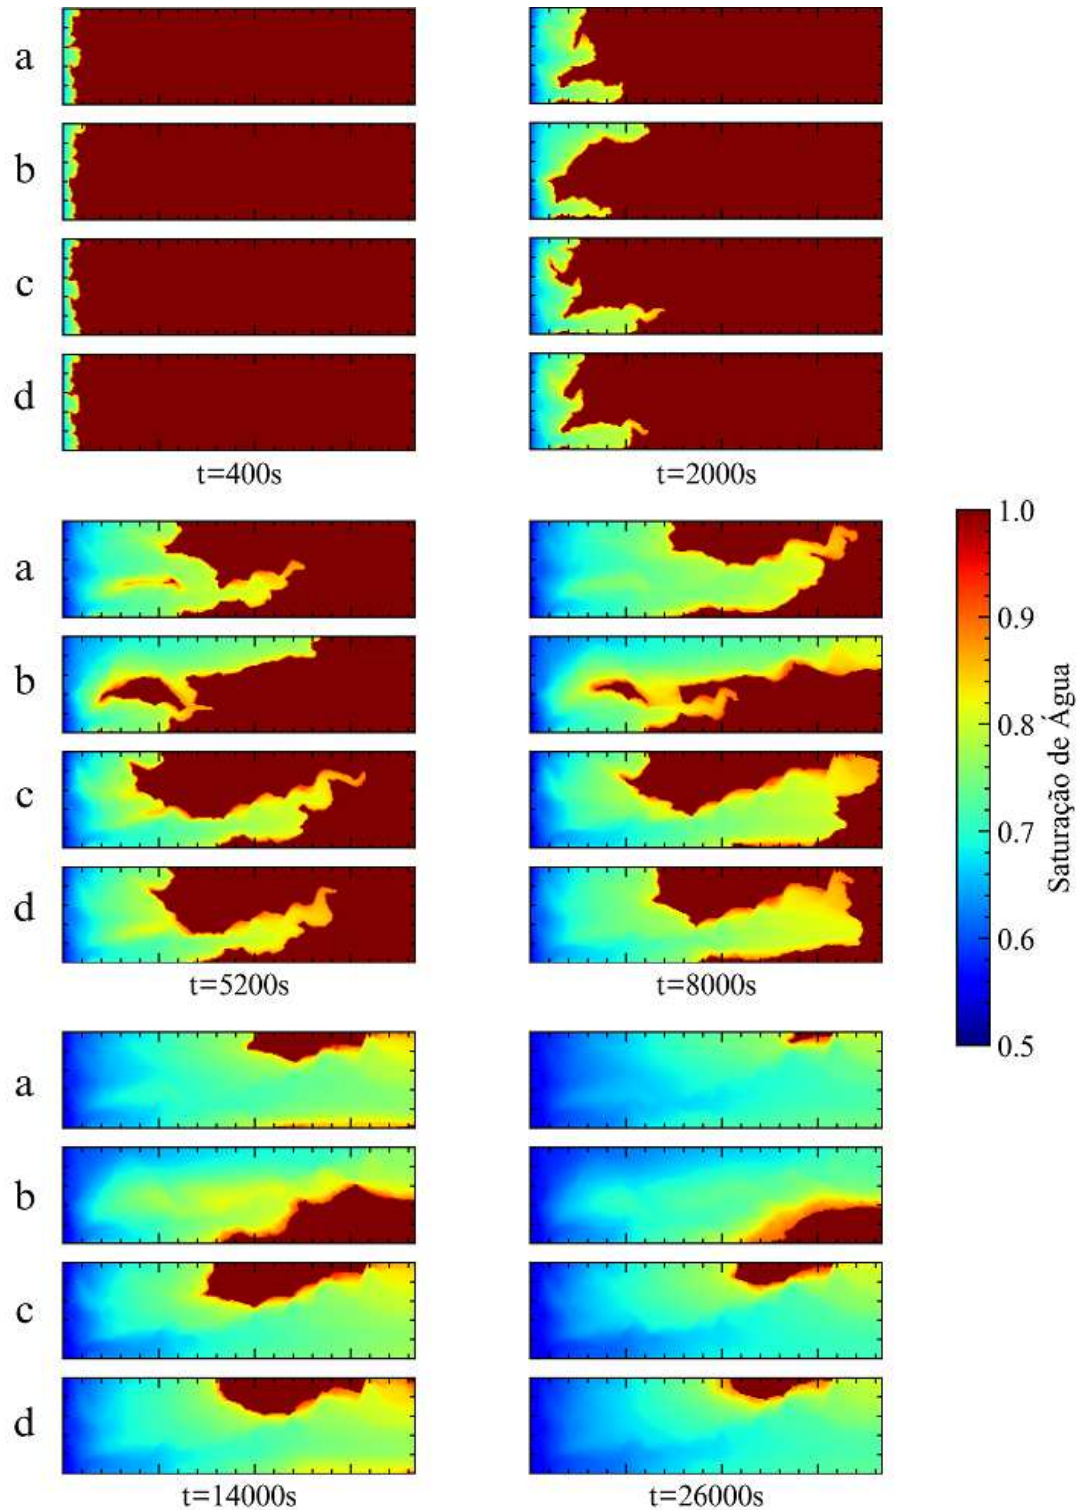 a
b
c
d
t=400s
t=2000s
a
b
c
d
t=5200s
t=8000s
1.0
0.9
0.8
0.7
0.6
0.5
Saturação de Água
a
b
c
d
t=14000s
t=26000s